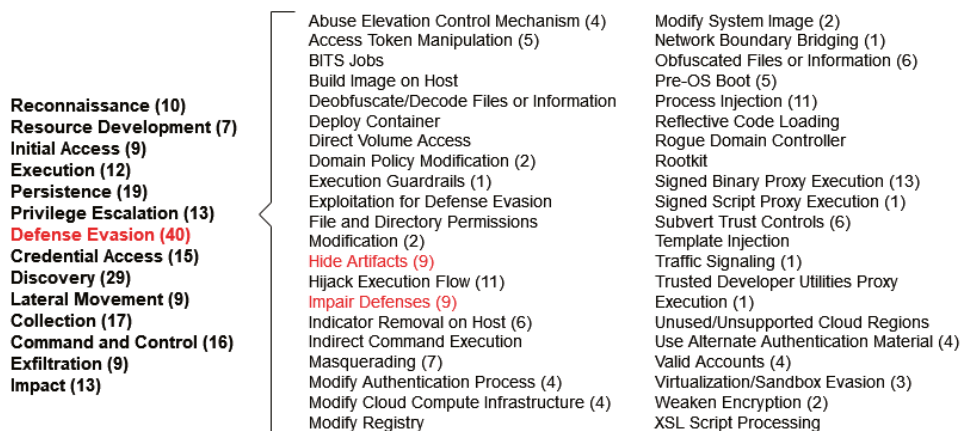 Reconnaissance (10)
Resource Development (7)
Initial Access (9)
Execution (12)
Persistence (19)
Privilege Escalation (13)
Defense Evasion (40)
Credential Access (15)
Discovery (29)
Lateral Movement (9)
Collection (17)
Command and Control (16)
Exfiltration (9)
Impact (13)
Abuse Elevation Control Mechanism (4)
Access Token Manipulation (5)
BITS Jobs
Build Image on Host
Deobfuscate/Decode Files or Information
Deploy Container
Direct Volume Access
Domain Policy Modification (2)
Execution Guardrails (1)
Exploitation for Defense Evasion
File and Directory Permissions
Modification (2)
Hide Artifacts (9)
Hijack Execution Flow (11)
Impair Defenses (9)
Indicator Removal on Host (6)
Indirect Command Execution
Masquerading (7)
Modify Authentication Process (4)
Modify Cloud Compute Infrastructure (4)
Modify Registry
Modify System Image (2)
Network Boundary Bridging (1)
Obfuscated Files or Information (6)
Pre-OS Boot (5)
Process Injection (11)
Reflective Code Loading
Rogue Domain Controller
Rootkit
Signed Binary Proxy Execution (13)
Signed Script Proxy Execution (1)
Subvert Trust Controls (6)
Template Injection
Traffic Signaling (1)
Trusted Developer Utilities Proxy
Execution (1)
Unused/Unsupported Cloud Regions
Use Alternate Authentication Material (4)
Valid Accounts (4)
Virtualization/Sandbox Evasion (3)
Weaken Encryption (2)
XSL Script Processing